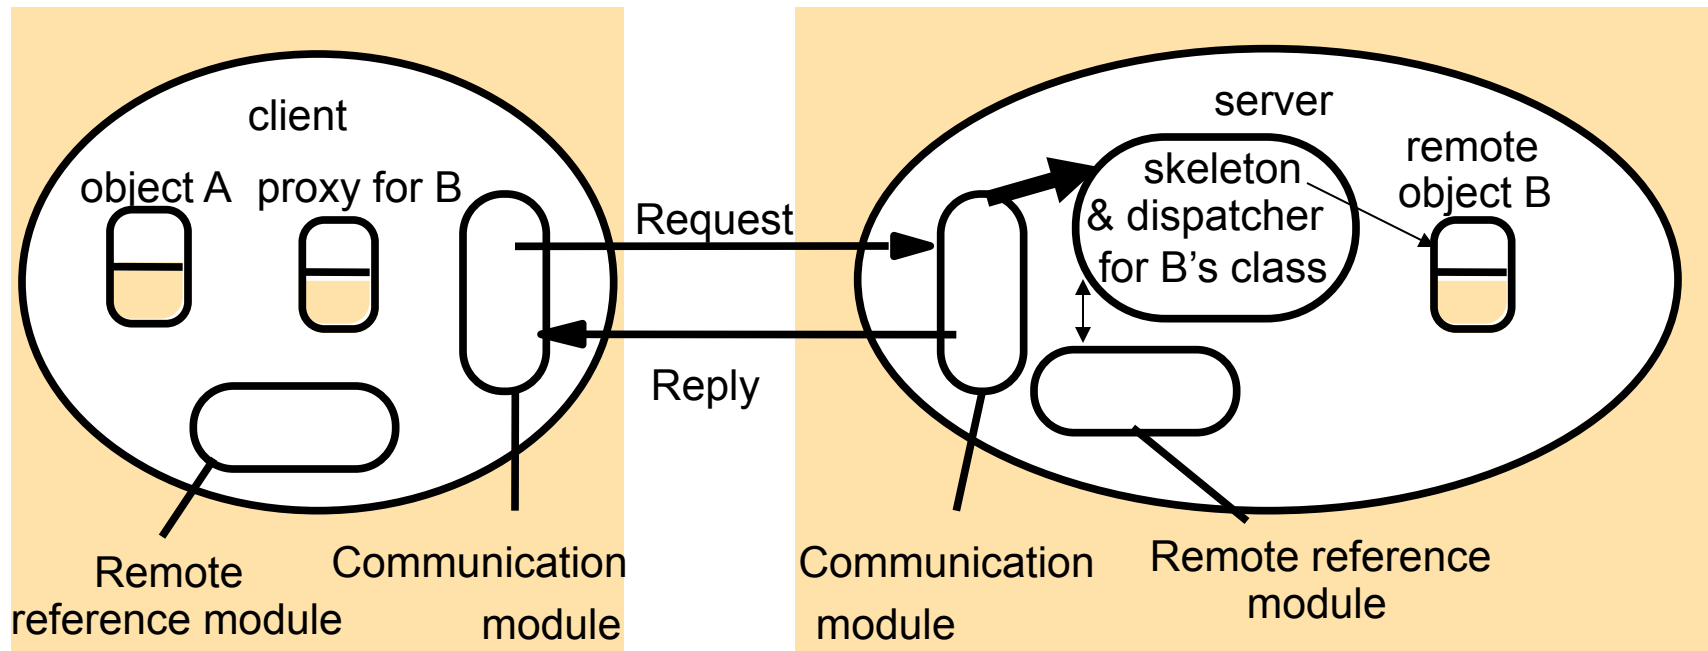 client
object A
proxy for B
Remote
reference module
Communication
module
Request
Reply
server
skeleton
& dispatcher
for B’s class
remote
object B
Communication
module
Remote reference
module